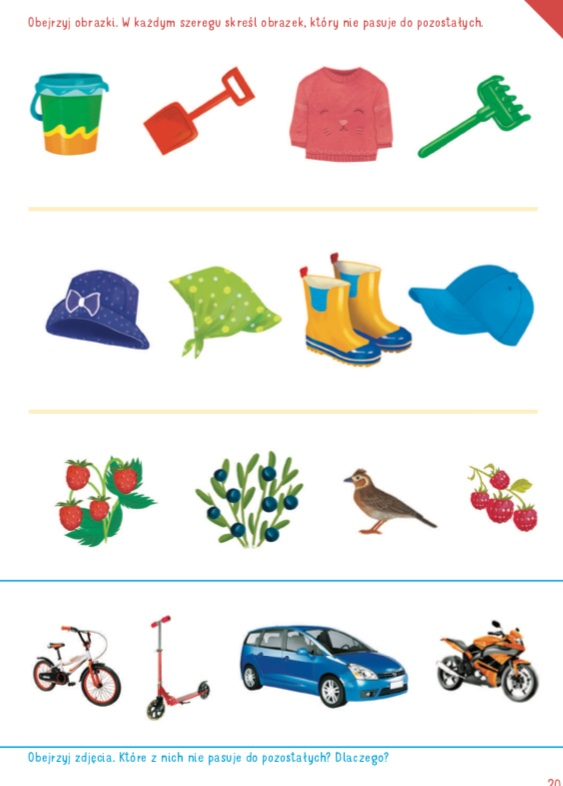 Obejrzyj obrazki. W każdym szeregu skreśl obrazek, który nie pasuje do pozostałych.
Obejrzyj zdjęcia. Które z nich nie pasuje do pozostałych? Dlaczego?